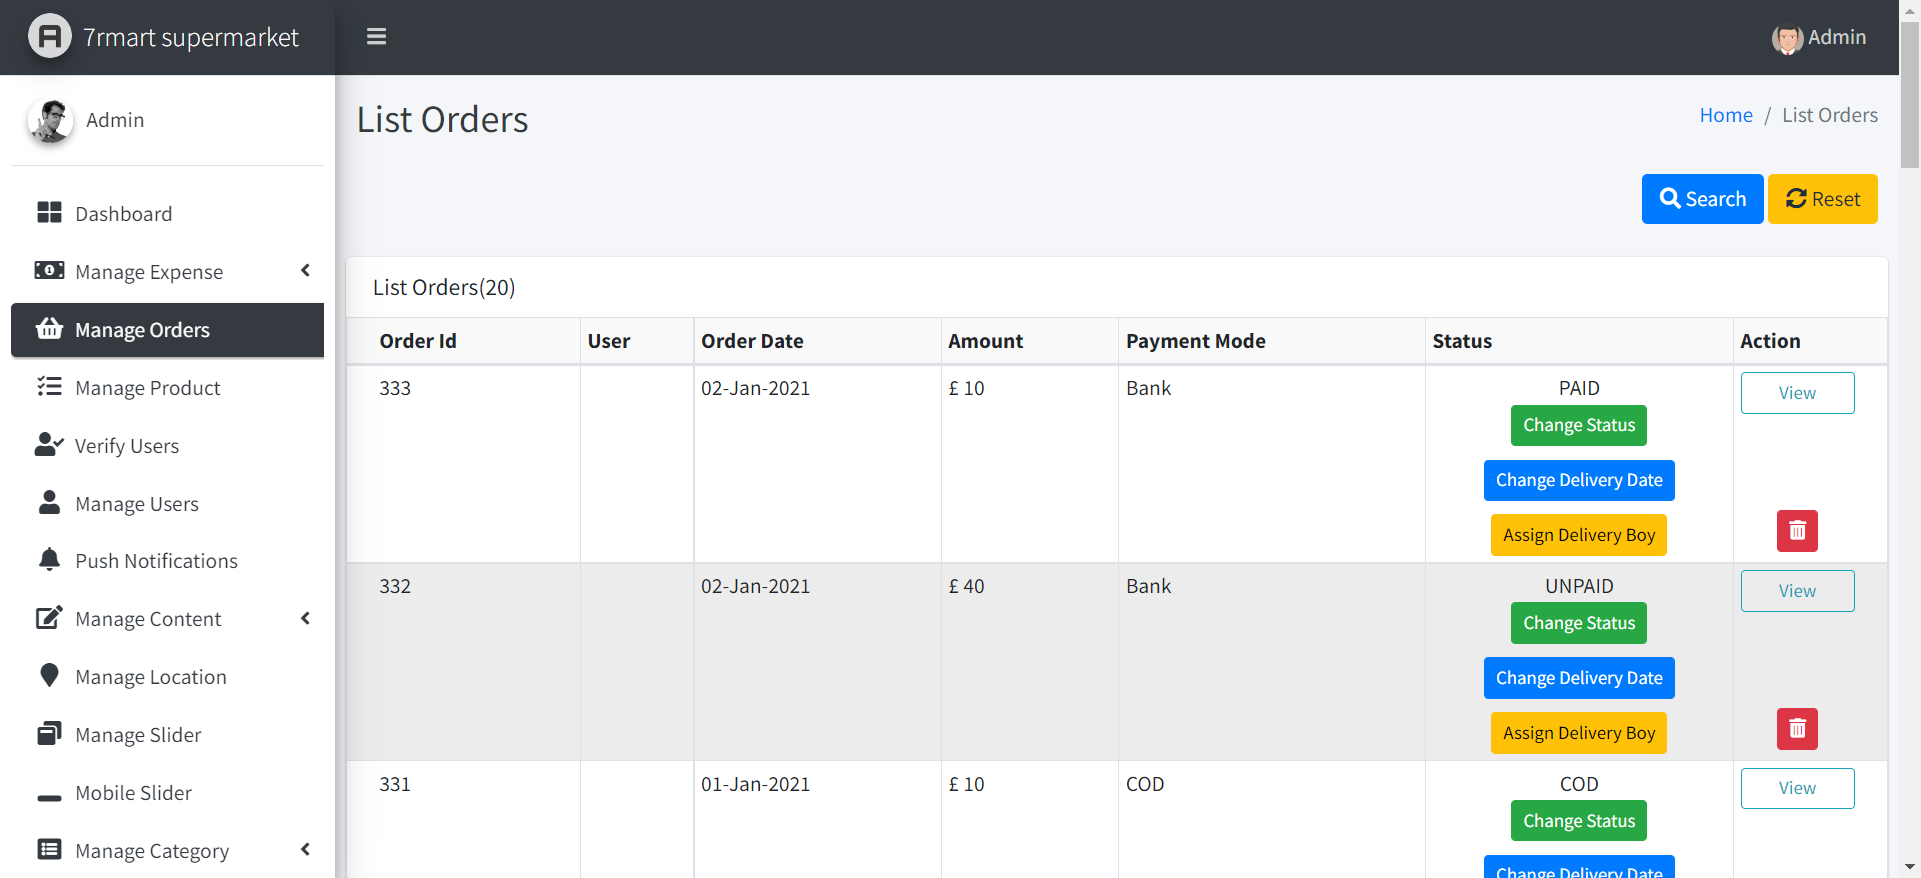 7rmart supermarket
Admin
Admin
List Orders
Home / List Orders
Search
Reset
Dashboard
Manage Expense
Manage Orders
Manage Product
Verify Users
Manage Users
Push Notifications
Manage Content
Manage Location
Manage Slider
Mobile Slider
Manage Category
List Orders(20)
Order Id User Order Date Amount Payment Mode Status Action
333 02-Jan-2021 £ 10 Bank PAID View
Change Status
Change Delivery Date
Assign Delivery Boy
332 02-Jan-2021 £ 40 Bank UNPAID View
Change Status
Change Delivery Date
Assign Delivery Boy
331 01-Jan-2021 £ 10 COD COD View
Change Status
Change Delivery Date